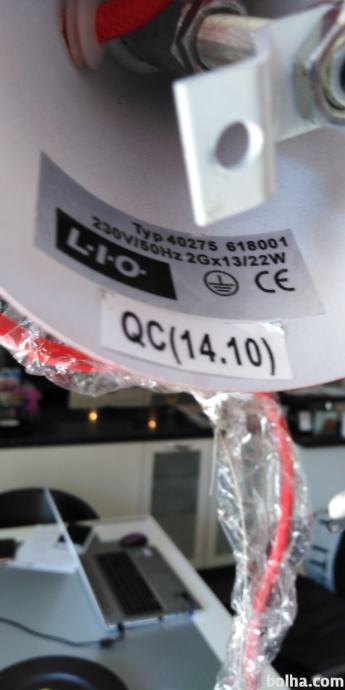 Typ 40275 618001
230V/50Hz 2Gx13/22W
L·I·O·
CE
QC(14.10)
bolha.com